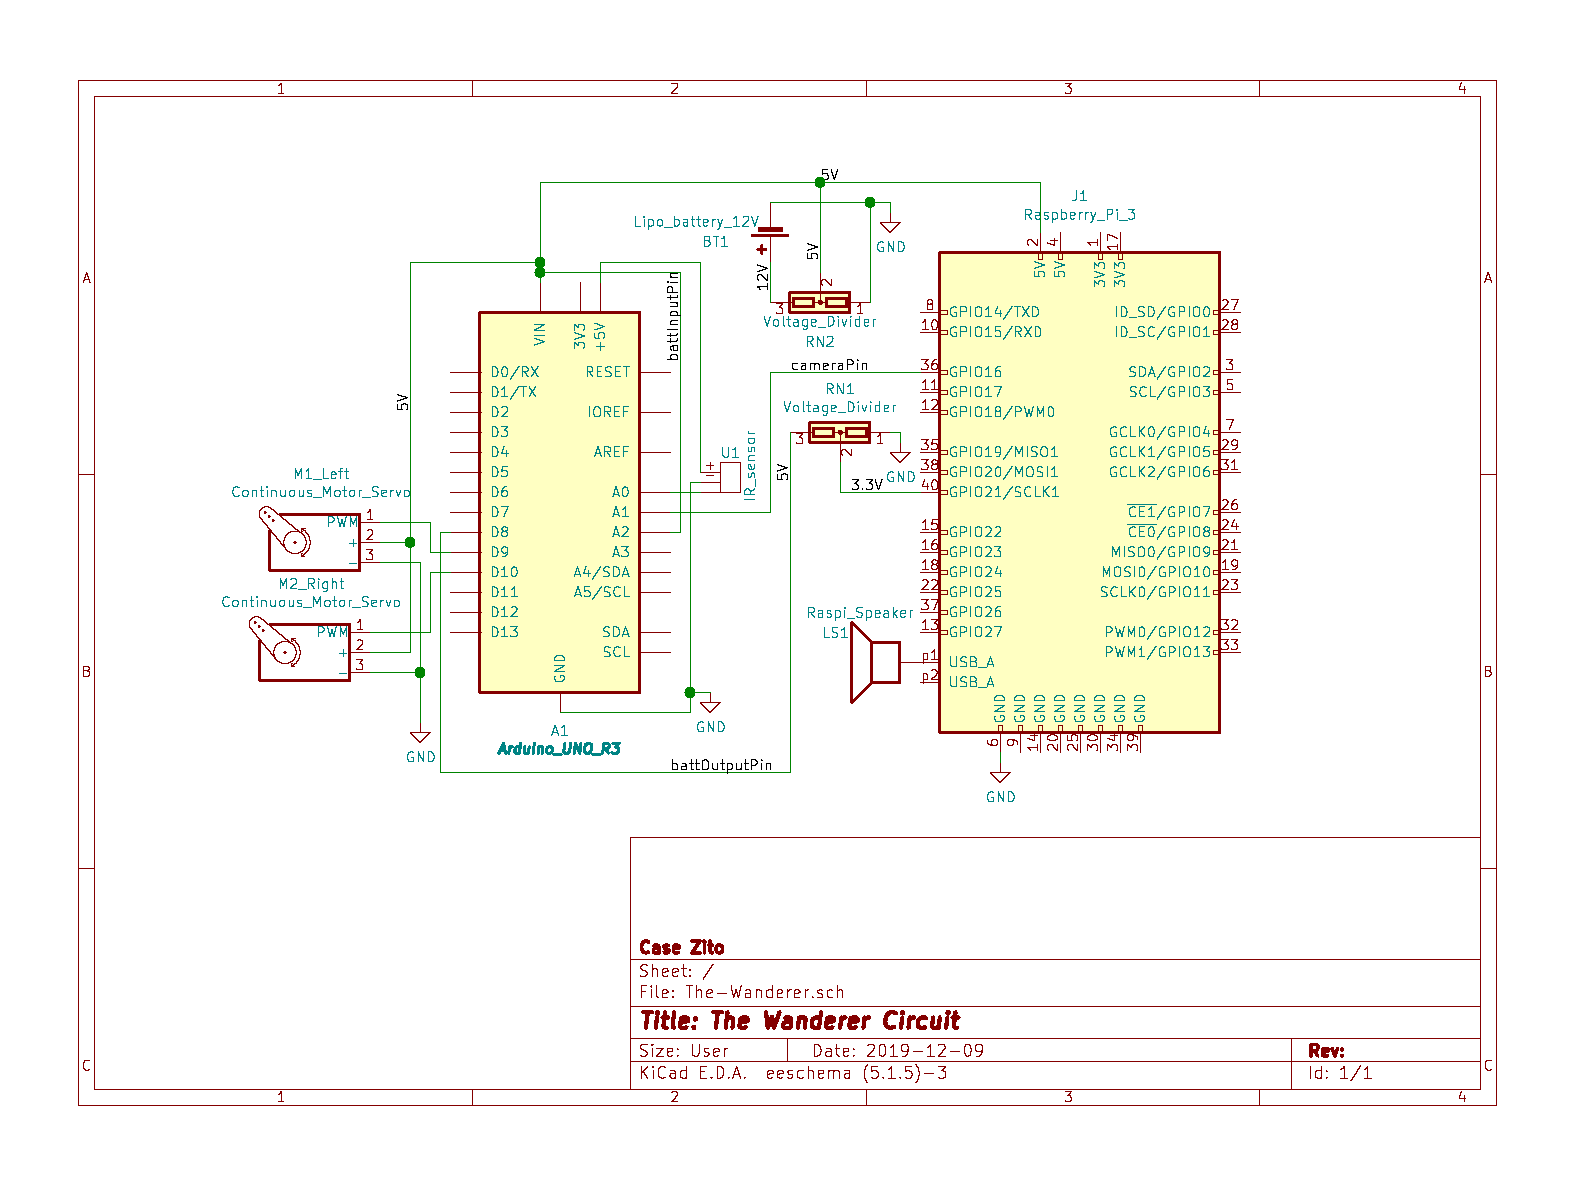 1 2 3 4
A
B
C
A
B
C
1 2 3 4
5V
Lipo_battery_12V
BT1
+
12V
5V
GND
3 2 1
Voltage_Divider
RN2
J1
Raspberry_Pi_3
2 4 1 17
5V 5V 3V3 3V3
8 GPIO14/TXD
10 GPIO15/RXD
36 GPIO16
11 GPIO17
12 GPIO18/PWM0
35 GPIO19/MISO1
38 GPIO20/MOSI1
40 GPIO21/SCLK1
15 GPIO22
16 GPIO23
18 GPIO24
22 GPIO25
37 GPIO26
13 GPIO27
p1 USB_A
p2 USB_A
ID_SD/GPIO0 27
ID_SC/GPIO1 28
SDA/GPIO2 3
SCL/GPIO3 5
GCLK0/GPIO4 7
GCLK1/GPIO5 29
GCLK2/GPIO6 31
CE1/GPIO7 26
CE0/GPIO8 24
MISO0/GPIO9 21
MOSI0/GPIO10 19
SCLK0/GPIO11 23
PWM0/GPIO12 32
PWM1/GPIO13 33
GND GND GND GND GND GND GND GND
6 9 14 20 25 30 34 39
GND
cameraPin
RN1
Voltage_Divider
3 2 1
5V
3.3V
GND
Raspi_Speaker
LS1
battInputPin
U1
IR_sensor
+
−
5V
VIN 3V3 +5V
D0/RX
D1/TX
D2
D3
D4
D5
D6
D7
D8
D9
D10
D11
D12
D13
RESET
IOREF
AREF
A0
A1
A2
A3
A4/SDA
A5/SCL
SDA
SCL
GND
A1
Arduino_UNO_R3
GND
battOutputPin
M1_Left
Continuous_Motor_Servo
PWM 1
+ 2
− 3
M2_Right
Continuous_Motor_Servo
PWM 1
+ 2
− 3
GND
Case Zito
Sheet: /
File: The-Wanderer.sch
Title: The Wanderer Circuit
Size: User Date: 2019-12-09 Rev:
KiCad E.D.A. eeschema (5.1.5)-3 Id: 1/1